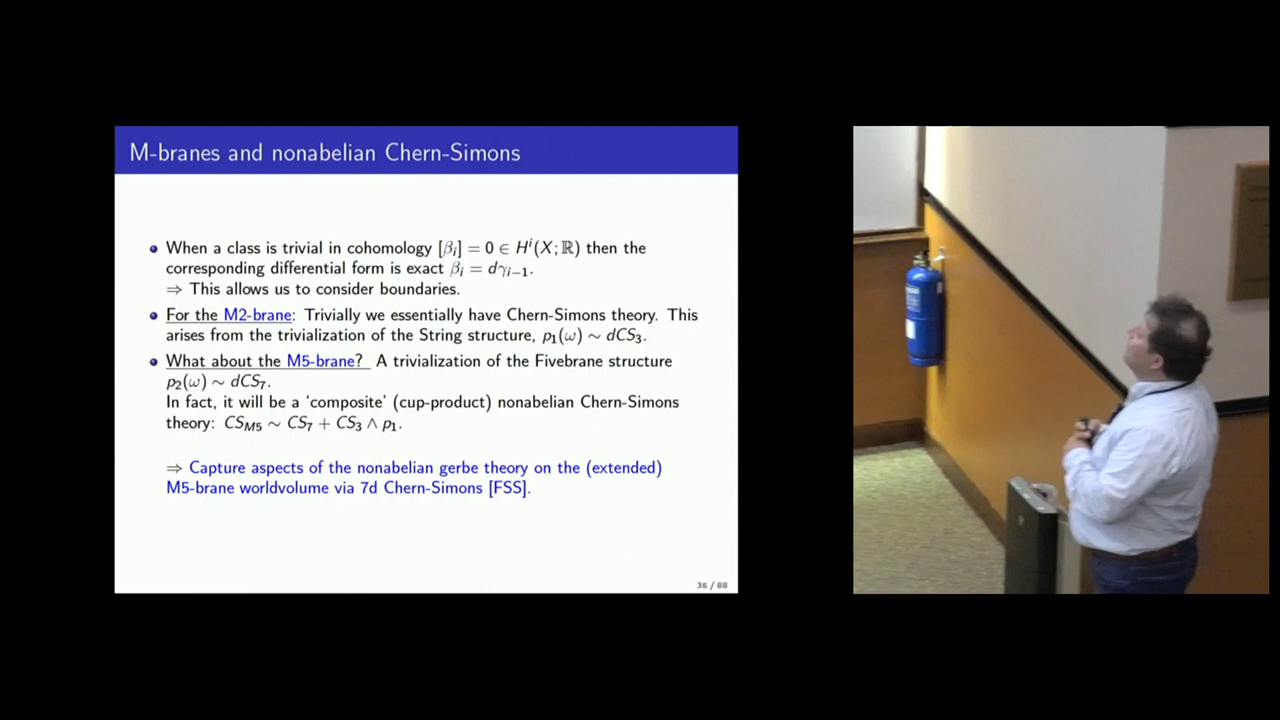 M-branes and nonabelian Chern-Simons
When a class is trivial in cohomology [βᵢ] = 0 ∈ Hⁱ(X; ℝ) then the
corresponding differential form is exact βᵢ = dγᵢ₋₁.
⇒ This allows us to consider boundaries.
For the M2-brane: Trivially we essentially have Chern-Simons theory. This
arises from the trivialization of the String structure, p₁(ω) ∼ dCS₃.
What about the M5-brane? A trivialization of the Fivebrane structure
p₂(ω) ∼ dCS₇.
In fact, it will be a ‘composite’ (cup-product) nonabelian Chern-Simons
theory: CS_M5 ∼ CS₇ + CS₃ ∧ p₁.
⇒ Capture aspects of the nonabelian gerbe theory on the (extended)
M5-brane worldvolume via 7d Chern-Simons [FSS].